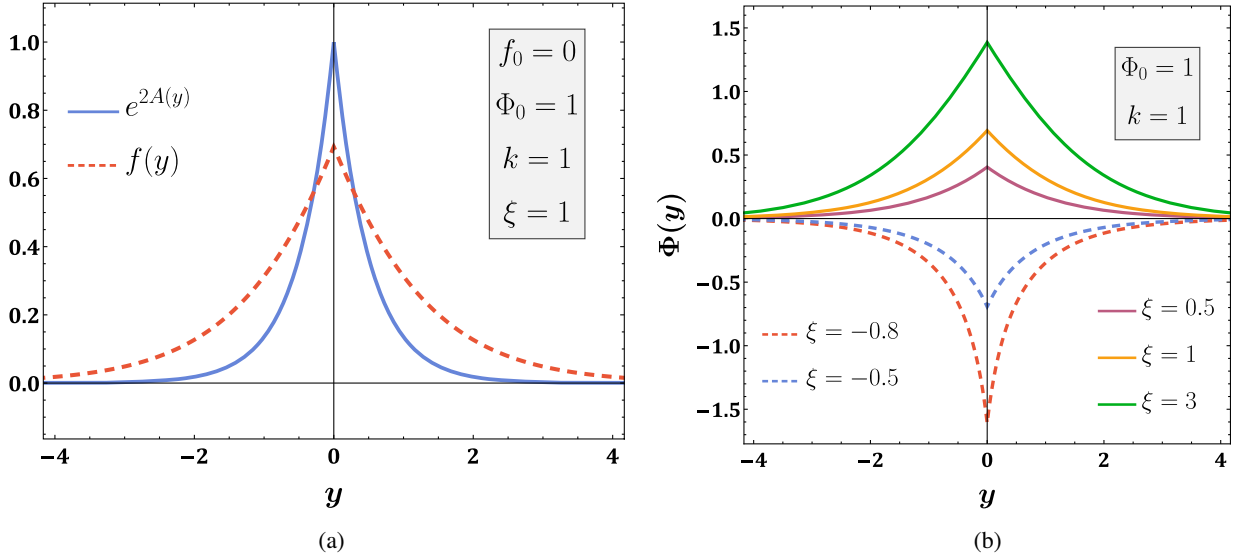 1.0
0.8
0.6
0.4
0.2
0.0
e^{2A(y)}
f(y)
f_0 = 0
Φ_0 = 1
k = 1
ξ = 1
−4 −2 0 2 4
y
(a)
Φ(y)
1.5
1.0
0.5
0.0
−0.5
−1.0
−1.5
Φ_0 = 1
k = 1
ξ = −0.8
ξ = −0.5
ξ = 0.5
ξ = 1
ξ = 3
−4 −2 0 2 4
y
(b)